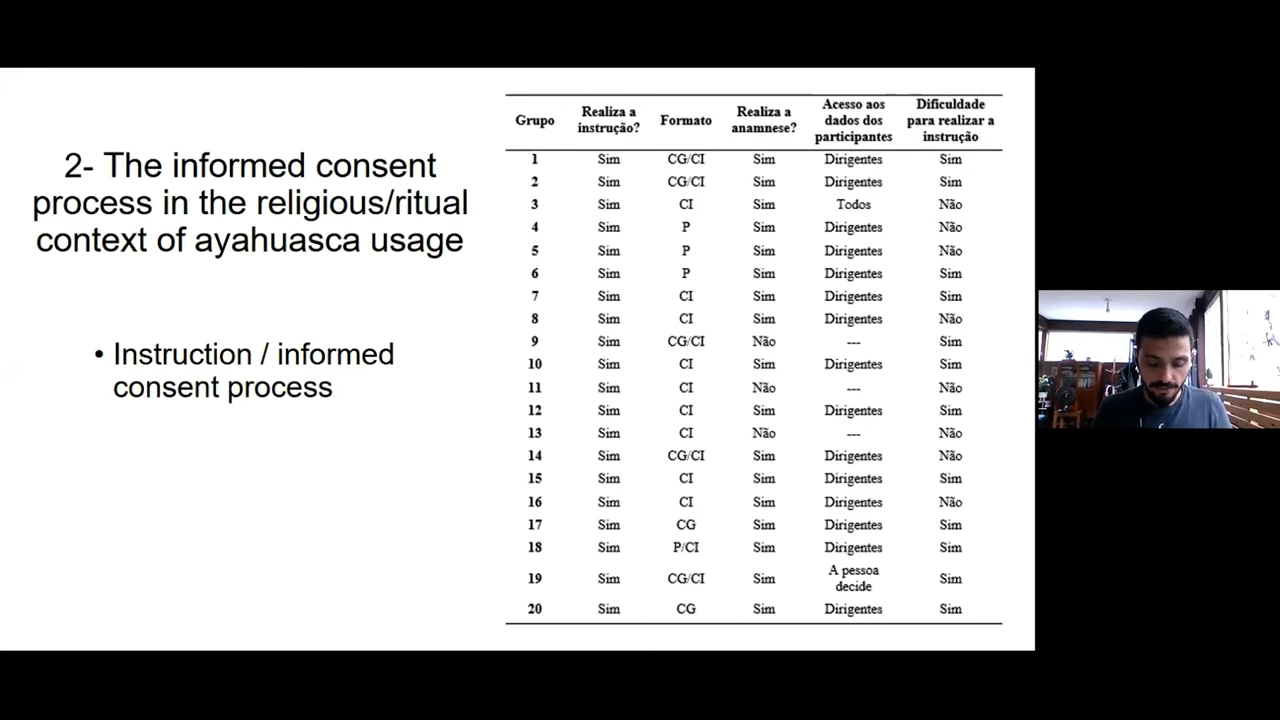 2- The informed consent
process in the religious/ritual
context of ayahuasca usage
• Instruction / informed
consent process
Grupo Realiza a instrução? Formato Realiza a anamnese? Acesso aos dados dos participantes Dificuldade para realizar a instrução
1 Sim CG/CI Sim Dirigentes Sim
2 Sim CG/CI Sim Dirigentes Sim
3 Sim CI Sim Todos Não
4 Sim P Sim Dirigentes Não
5 Sim P Sim Dirigentes Não
6 Sim P Sim Dirigentes Sim
7 Sim CI Sim Dirigentes Sim
8 Sim CI Sim Dirigentes Não
9 Sim CG/CI Não --- Sim
10 Sim CI Sim Dirigentes Sim
11 Sim CI Não --- Não
12 Sim CI Sim Dirigentes Sim
13 Sim CI Não --- Não
14 Sim CG/CI Sim Dirigentes Não
15 Sim CI Sim Dirigentes Sim
16 Sim CI Sim Dirigentes Não
17 Sim CG Sim Dirigentes Sim
18 Sim P/CI Sim Dirigentes Sim
19 Sim CG/CI Sim A pessoa decide Sim
20 Sim CG Sim Dirigentes Sim